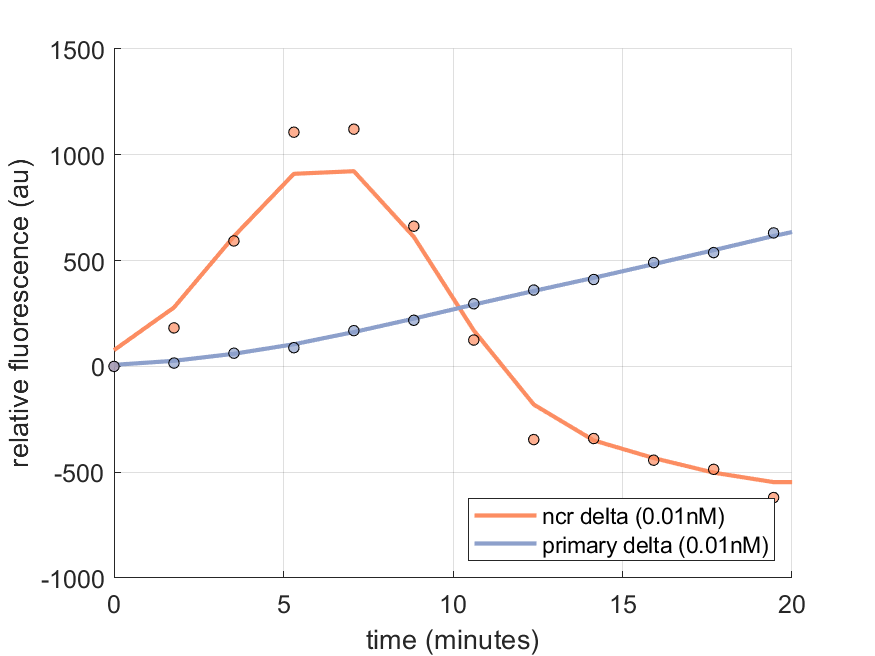 1500
1000
500
0
-500
-1000
relative fluorescence (au)
0 5 10 15 20
time (minutes)
ncr delta (0.01nM)
primary delta (0.01nM)